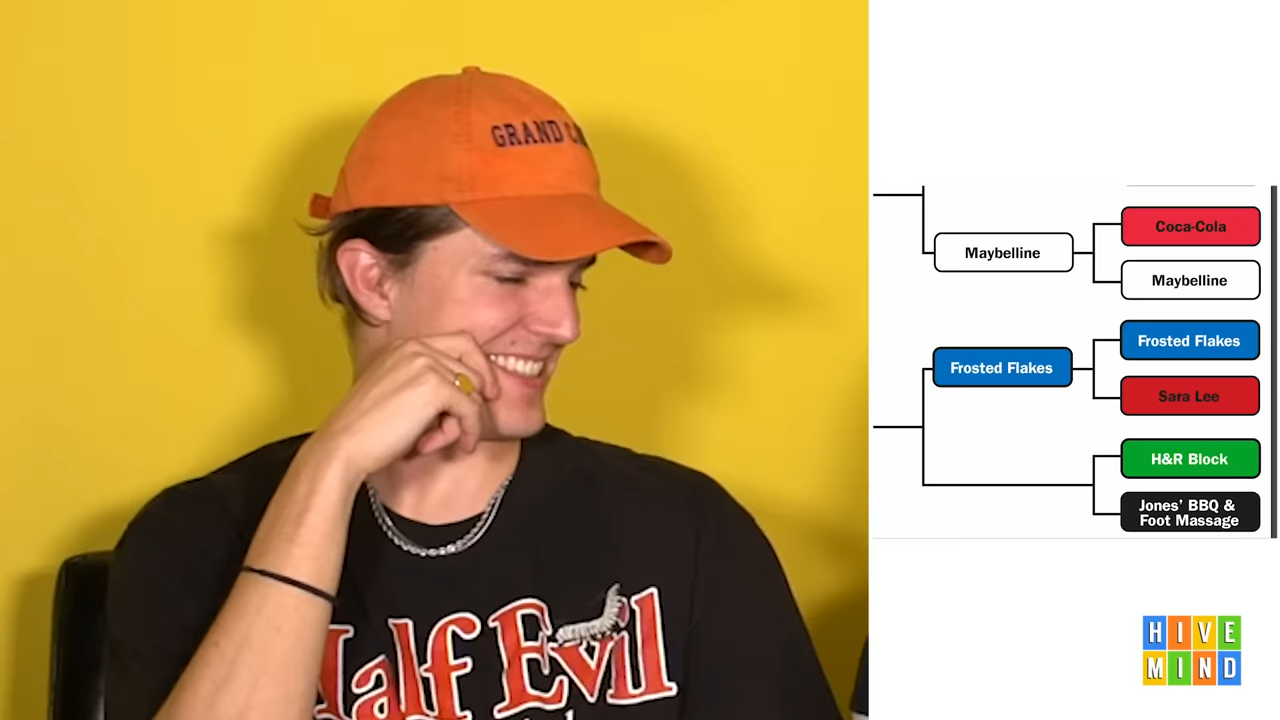 GRAND
Half Evil
Coca-Cola
Maybelline
Maybelline
Frosted Flakes
Frosted Flakes
Sara Lee
H&R Block
Jones' BBQ &
Foot Massage
HIVE
MIND